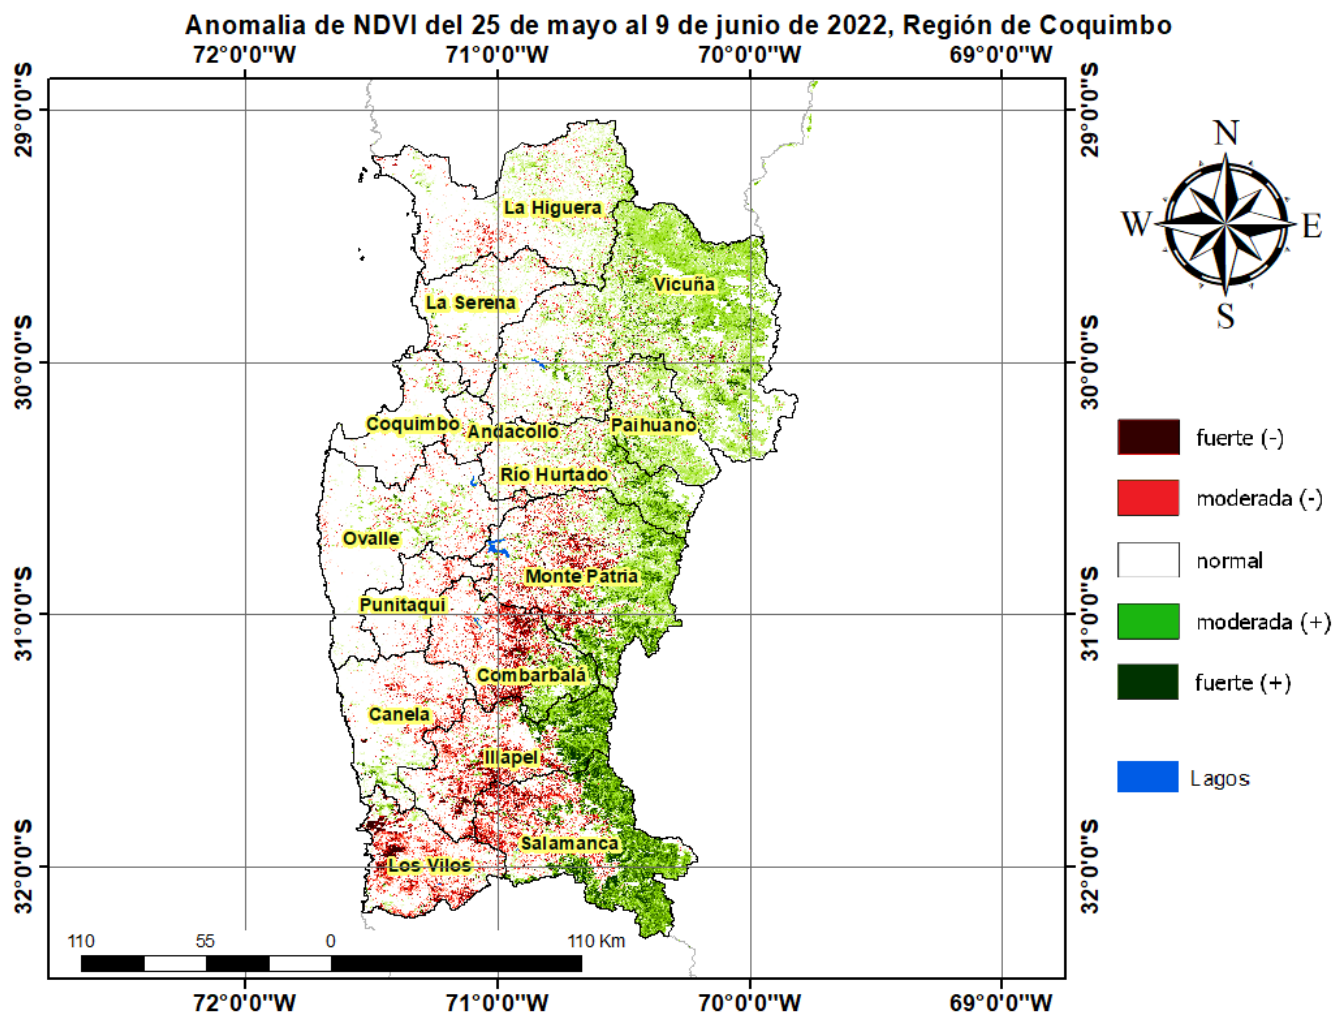 Anomalia de NDVI del 25 de mayo al 9 de junio de 2022, Región de Coquimbo
72°0'0"W
71°0'0"W
70°0'0"W
69°0'0"W
29°0'0"S
29°0'0"S
N
W
E
S
La Higuera
Vicuña
La Serena
30°0'0"S
30°0'0"S
Coquimbo
Andacollo
Paihuano
fuerte (-)
Río Hurtado
moderada (-)
Ovalle
normal
Monte Patria
Punitaqui
31°0'0"S
31°0'0"S
moderada (+)
Combarbalá
fuerte (+)
Canela
Illapel
Lagos
Salamanca
Los Vilos
32°0'0"S
32°0'0"S
110 55 0 110 Km
72°0'0"W
71°0'0"W
70°0'0"W
69°0'0"W